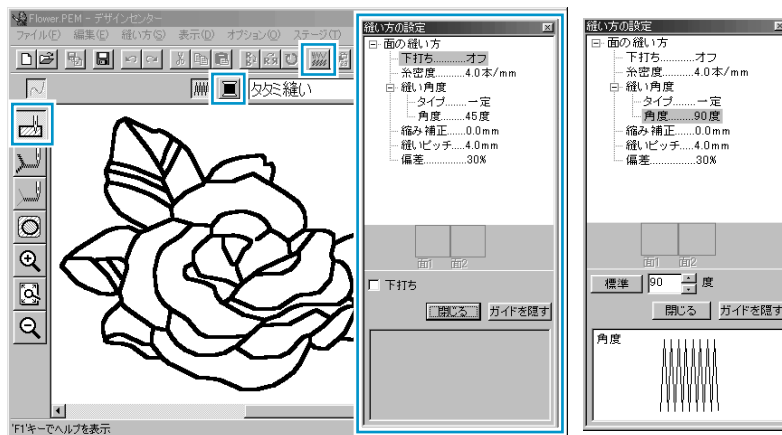 Flower.PEM - デザインセンター
ファイル(F) 編集(E) 縫い方(S) 表示(D) オプション(O) ステージ(T)
タタミ縫い
'F1'キーでヘルプを表示
縫い方の設定
面の縫い方
下打ち...........オフ
糸密度.........4.0本/mm
縫い角度
タイプ.......一定
角度........45度
縮み補正......0.0mm
縫いピッチ....4.0mm
偏差.............30%
面1 面2
下打ち
閉じる ガイドを隠す
縫い方の設定
面の縫い方
下打ち...........オフ
糸密度.........4.0本/mm
縫い角度
タイプ.......一定
角度........90度
縮み補正......0.0mm
縫いピッチ....4.0mm
偏差.............30%
面1 面2
標準 90 度
閉じる ガイドを隠す
角度